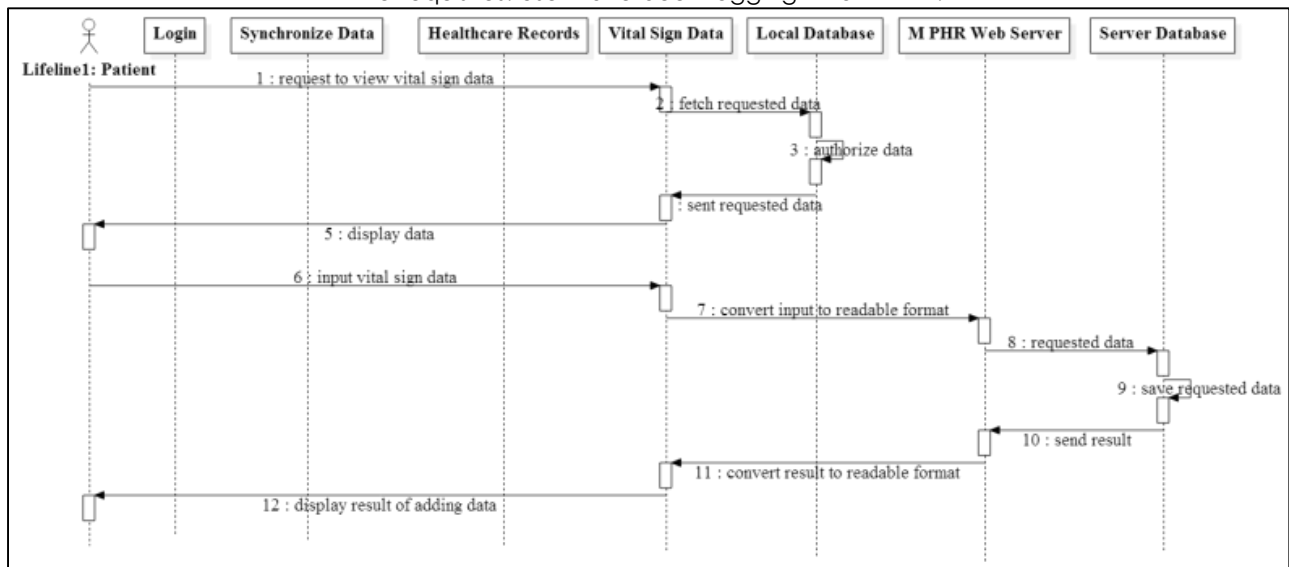 Login
Synchronize Data
Healthcare Records
Vital Sign Data
Local Database
M PHR Web Server
Server Database
Lifeline1: Patient
1 : request to view vital sign data
2 : fetch requested data
3 : authorize data
: sent requested data
5 : display data
6 : input vital sign data
7 : convert input to readable format
8 : requested data
9 : save requested data
10 : send result
11 : convert result to readable format
12 : display result of adding data